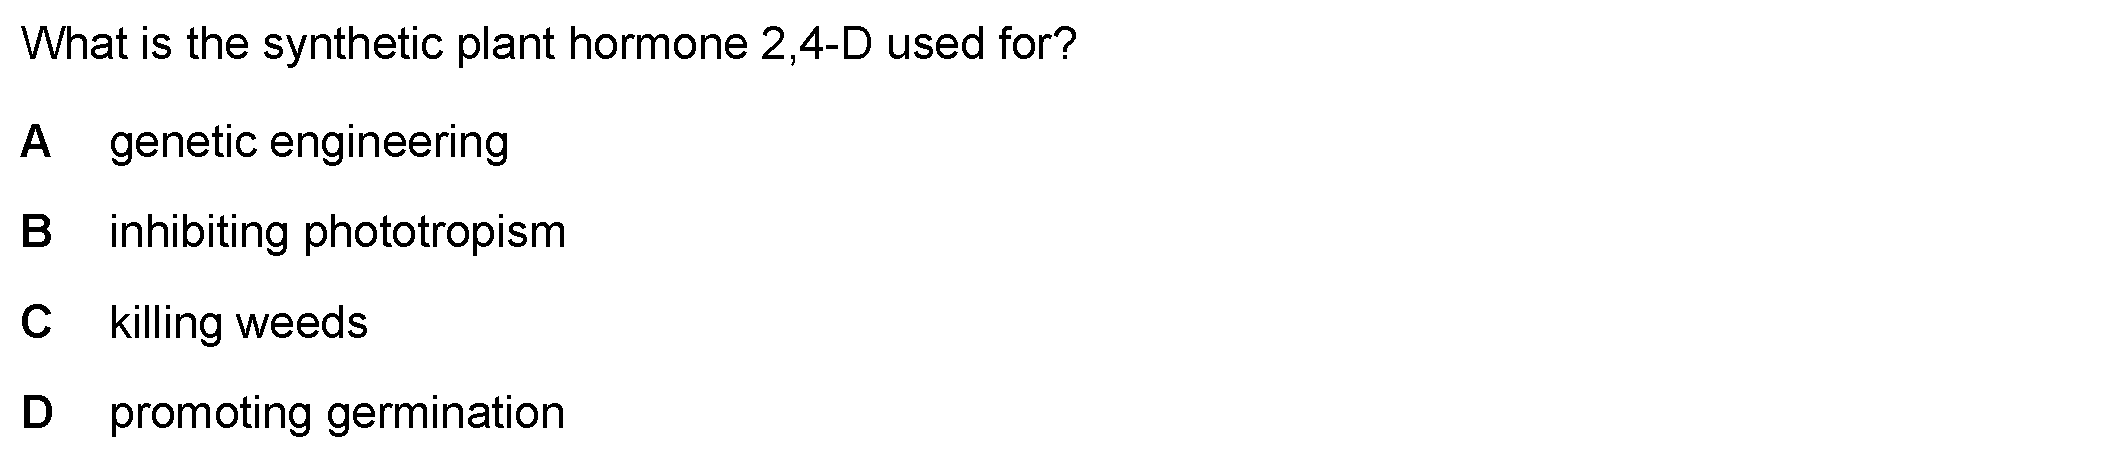 What is the synthetic plant hormone 2,4-D used for?
A genetic engineering
B inhibiting phototropism
C killing weeds
D promoting germination